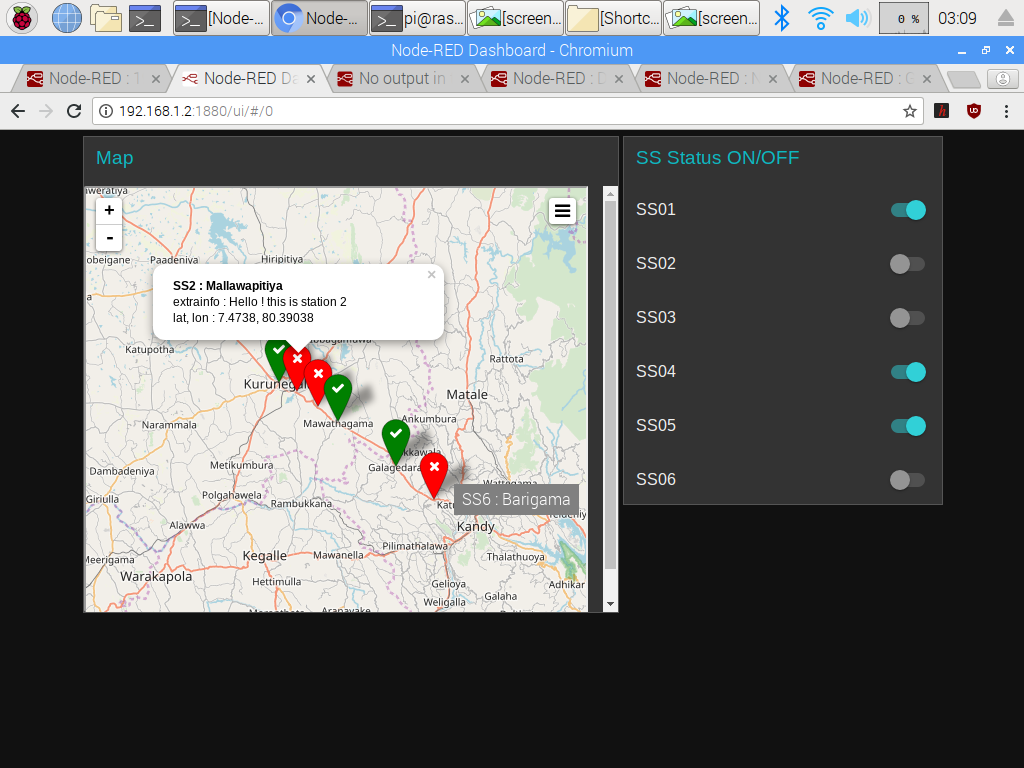 [Node-...
Node-...
pi@ras...
[screen...
[Shortc...
[screen...
0 %
03:09
Node-RED Dashboard - Chromium
Node-RED : 1
Node-RED Da
No output in
Node-RED : D
Node-RED : N
Node-RED : G
192.168.1.2:1880/ui/#/0
Map
+
-
Paadeniya
Hiripitiya
SS2 : Mallawapitiya
extrainfo : Hello ! this is station 2
lat, lon : 7.4738, 80.39038
×
Katupotha
Rattota
Kurunegal
Matale
Ankumbura
Narammala
Mawathagama
Galagedara
Metikumbura
Dambadeniya
Giriulla
Polgahawela
Rambukkana
SS6 : Barigama
Alawwa
Kandy
Pilimathalawa
Meerigama
Kegalle
Mawanella
Thalathuoya
Warakapola
Hettimulla
Gelioya
Adhikar
Weligalla
Galaha
Aranayake
SS Status ON/OFF
SS01
SS02
SS03
SS04
SS05
SS06